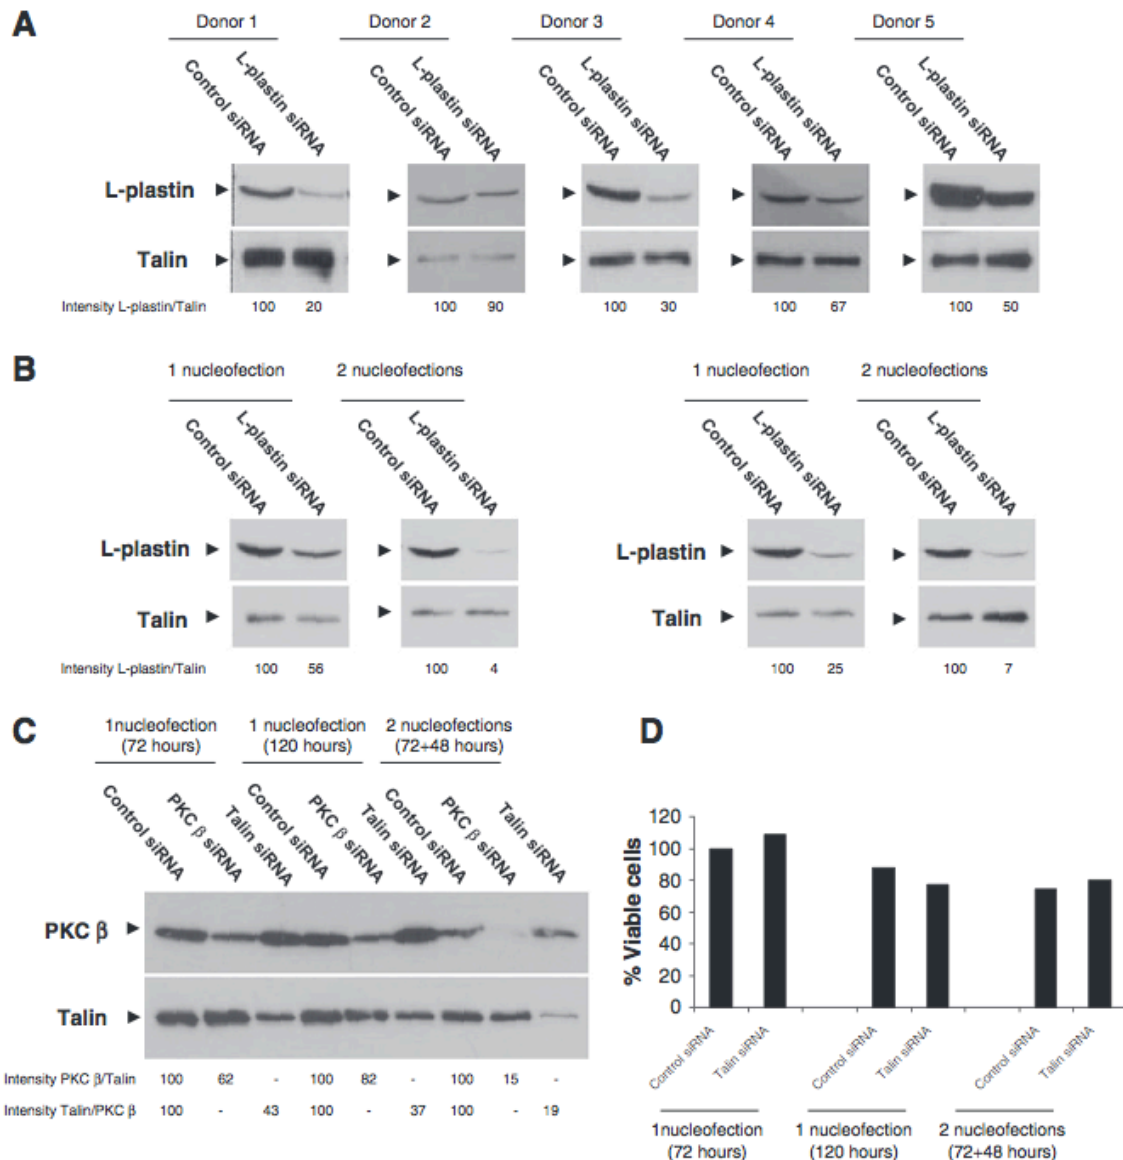 A
Donor 1 Donor 2 Donor 3 Donor 4 Donor 5
Control siRNA L-plastin siRNA Control siRNA L-plastin siRNA Control siRNA L-plastin siRNA Control siRNA L-plastin siRNA Control siRNA L-plastin siRNA
L-plastin
Talin
Intensity L-plastin/Talin 100 20 100 90 100 30 100 67 100 50
B
1 nucleofection 2 nucleofections 1 nucleofection 2 nucleofections
Control siRNA L-plastin siRNA Control siRNA L-plastin siRNA Control siRNA L-plastin siRNA Control siRNA L-plastin siRNA
L-plastin L-plastin
Talin Talin
Intensity L-plastin/Talin 100 56 100 4 100 25 100 7
C
1nucleofection 1 nucleofection 2 nucleofections
(72 hours) (120 hours) (72+48 hours)
Control siRNA PKC β siRNA Talin siRNA Control siRNA PKC β siRNA Talin siRNA Control siRNA PKC β siRNA Talin siRNA
PKC β
Talin
Intensity PKC β/Talin 100 62 - 100 82 - 100 15 -
Intensity Talin/PKC β 100 - 43 100 - 37 100 - 19
D
% Viable cells
120
100
80
60
40
20
0
Control siRNA Talin siRNA Control siRNA Talin siRNA Control siRNA Talin siRNA
1nucleofection 1 nucleofection 2 nucleofections
(72 hours) (120 hours) (72+48 hours)